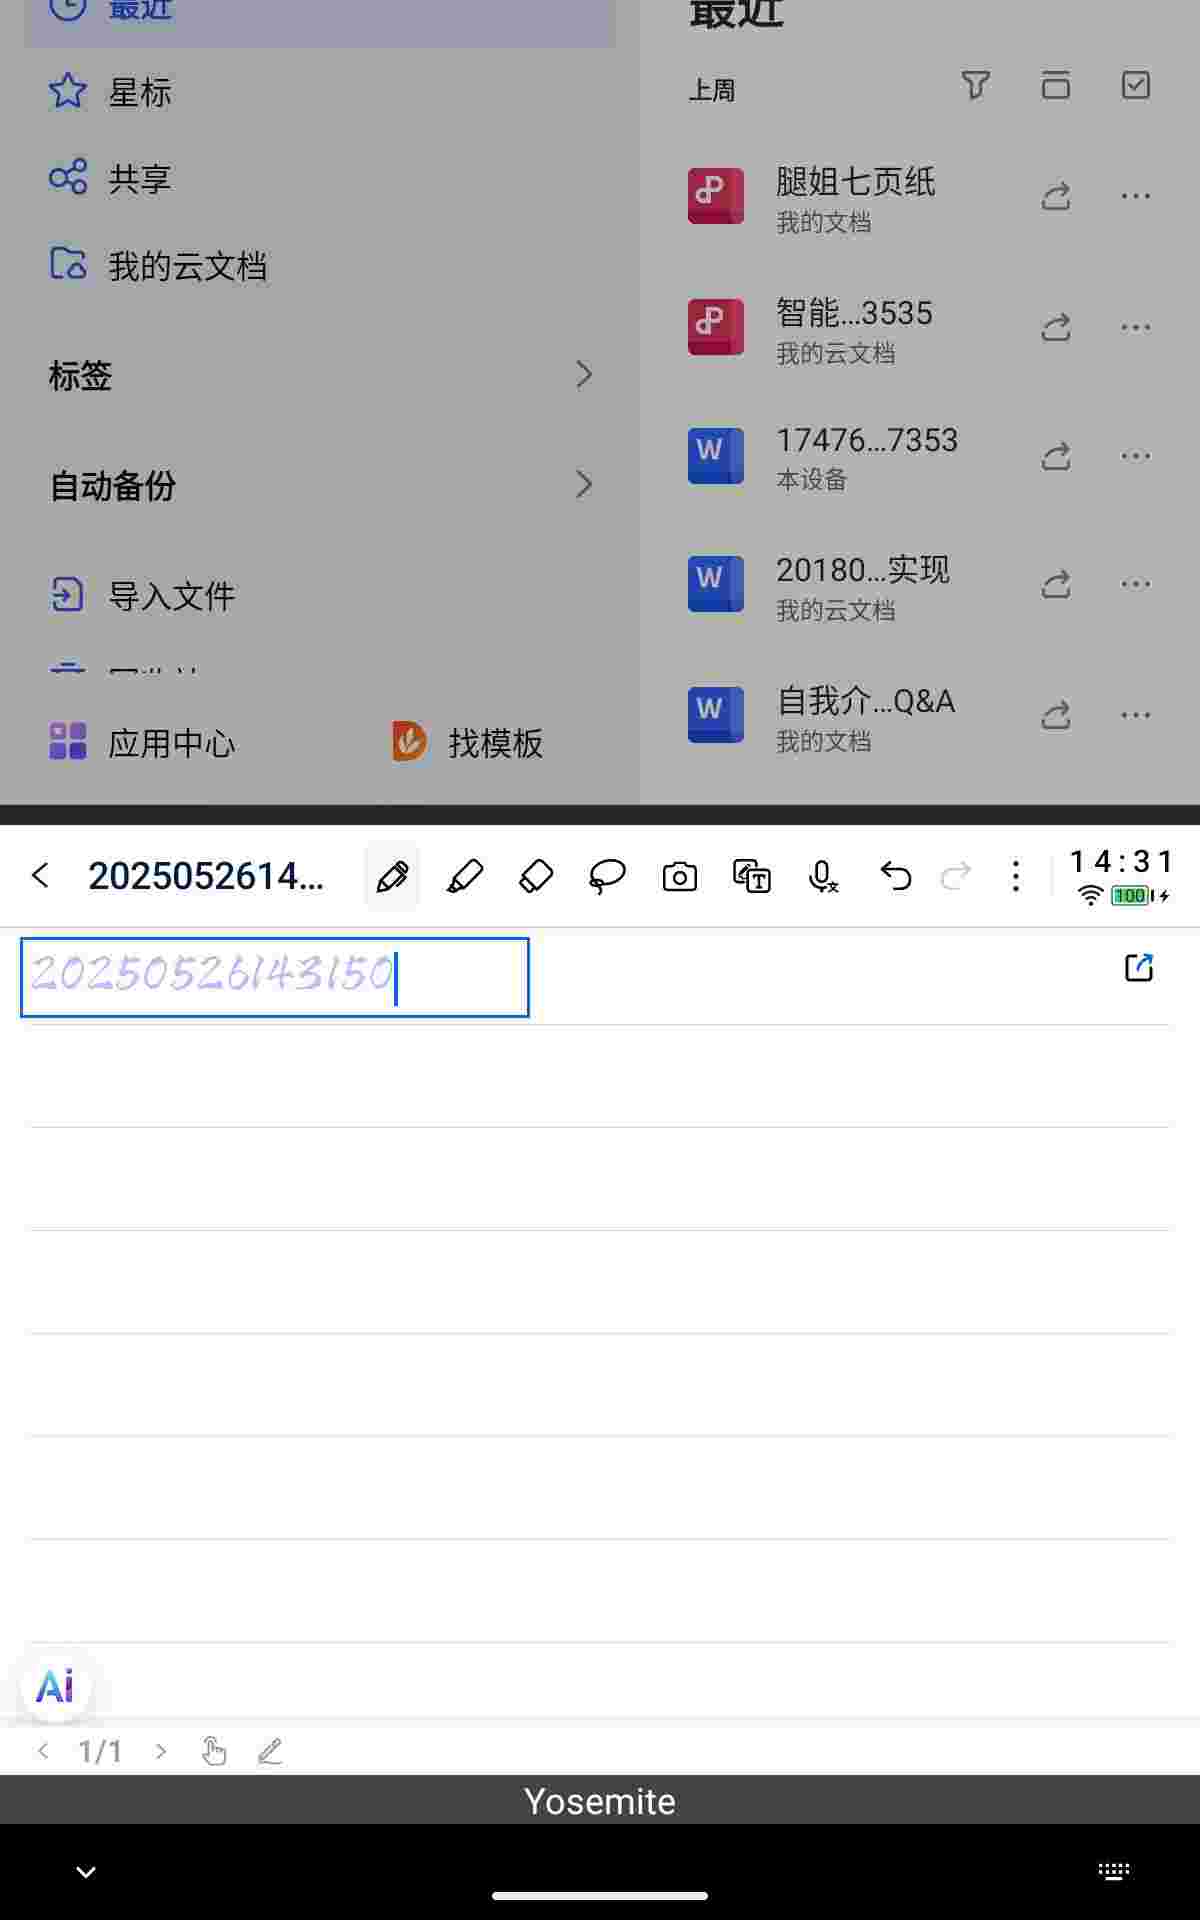 最近
星标
共享
我的云文档
标签
自动备份
导入文件
应用中心
找模板
最近
上周
腿姐七页纸
我的文档
智能...3535
我的云文档
17476...7353
本设备
20180...实现
我的云文档
自我介...Q&A
我的文档
2025052614...
14:31
100
20250526143150
Ai
1/1
Yosemite